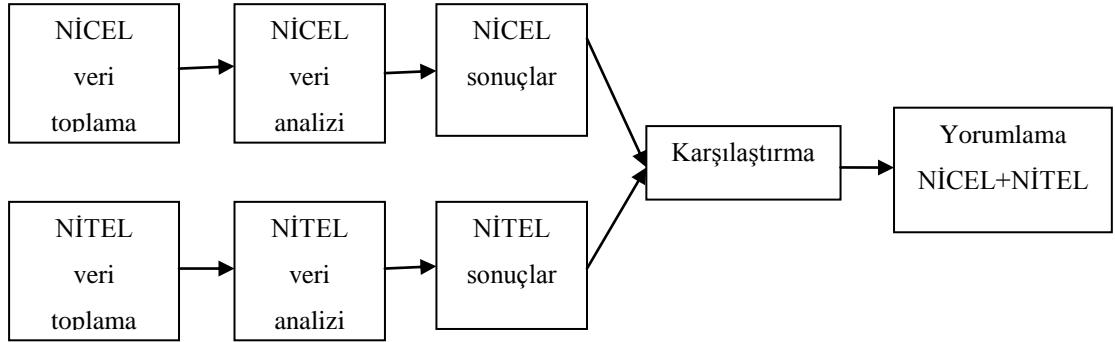 NİCEL
veri
toplama
NİCEL
veri
analizi
NİCEL
sonuçlar
Karşılaştırma
Yorumlama
NİCEL+NİTEL
NİTEL
veri
toplama
NİTEL
veri
analizi
NİTEL
sonuçlar